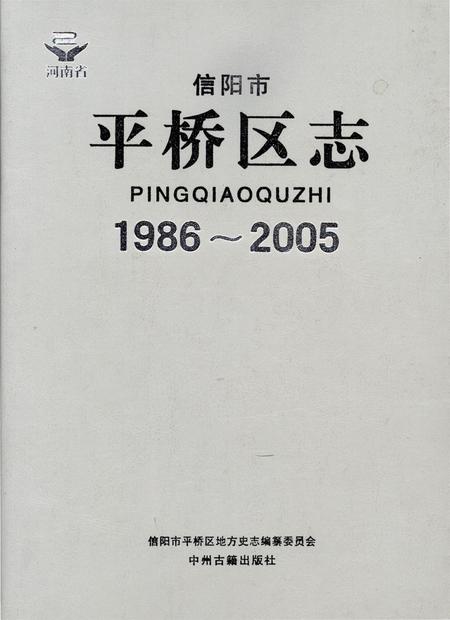 河南省
信阳市
平桥区志
PINGQIAOQUZHI
1986～2005
信阳市平桥区地方史志编纂委员会
中州古籍出版社